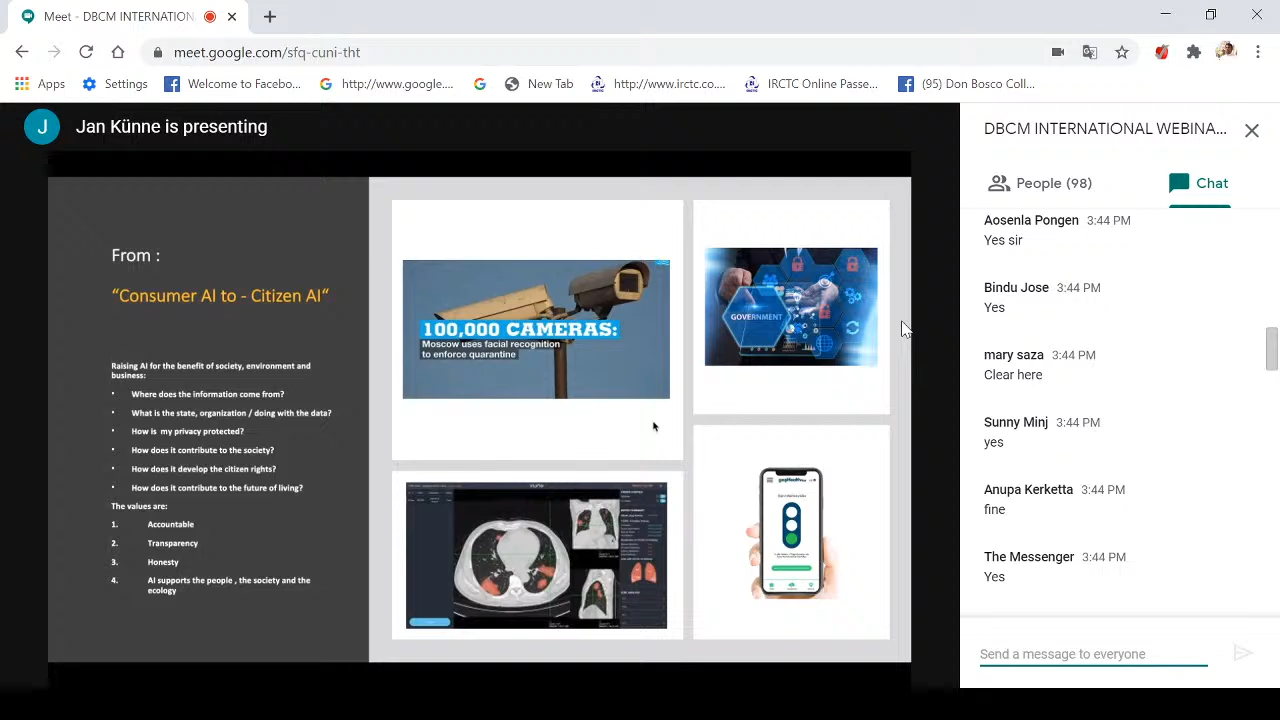 Meet - DBCM INTERNATION
meet.google.com/sfq-cuni-tht
Apps
Settings
Welcome to Facebo...
http://www.google....
New Tab
http://www.irctc.co....
IRCTC Online Passe...
(95) Don Bosco Coll...
J
Jan Künne is presenting
From :
“Consumer AI to - Citizen AI“
Raising AI for the benefit of society, environment and
business:
• Where does the information come from?
• What is the state, organization / doing with the data?
• How is my privacy protected?
• How does it contribute to the society?
• How does it develop the citizen rights?
• How does it contribute to the future of living?
The values are:
1. Accountable
2. Transparency
3. Honesty
4. AI supports the people , the society and the
ecology
100,000 CAMERAS:
Moscow uses facial recognition
to enforce quarantine
GOVERNMENT
DBCM INTERNATIONAL WEBINA...
People (98)
Chat
Aosenla Pongen 3:44 PM
Yes sir
Bindu Jose 3:44 PM
Yes
mary saza 3:44 PM
Clear here
Sunny Minj 3:44 PM
yes
Anupa Kerketta 3:44 PM
fine
The Messenger 3:44 PM
Yes
Send a message to everyone